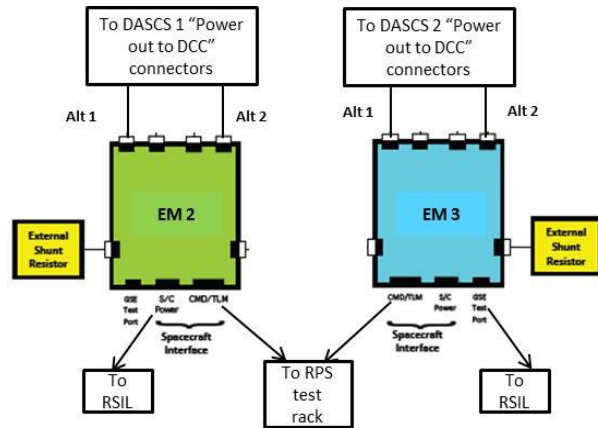 To DASCS 1 “Power
out to DCC”
connectors
To DASCS 2 “Power
out to DCC”
connectors
Alt 1
Alt 2
Alt 1
Alt 2
EM 2
EM 3
External
Shunt
Resistor
External
Shunt
Resistor
GSE
Test
Port
S/C
Power
CMD/TLM
Spacecraft
Interface
CMD/TLM
S/C
Power
GSE
Test
Port
Spacecraft
Interface
To
RSIL
To RPS
test
rack
To
RSIL